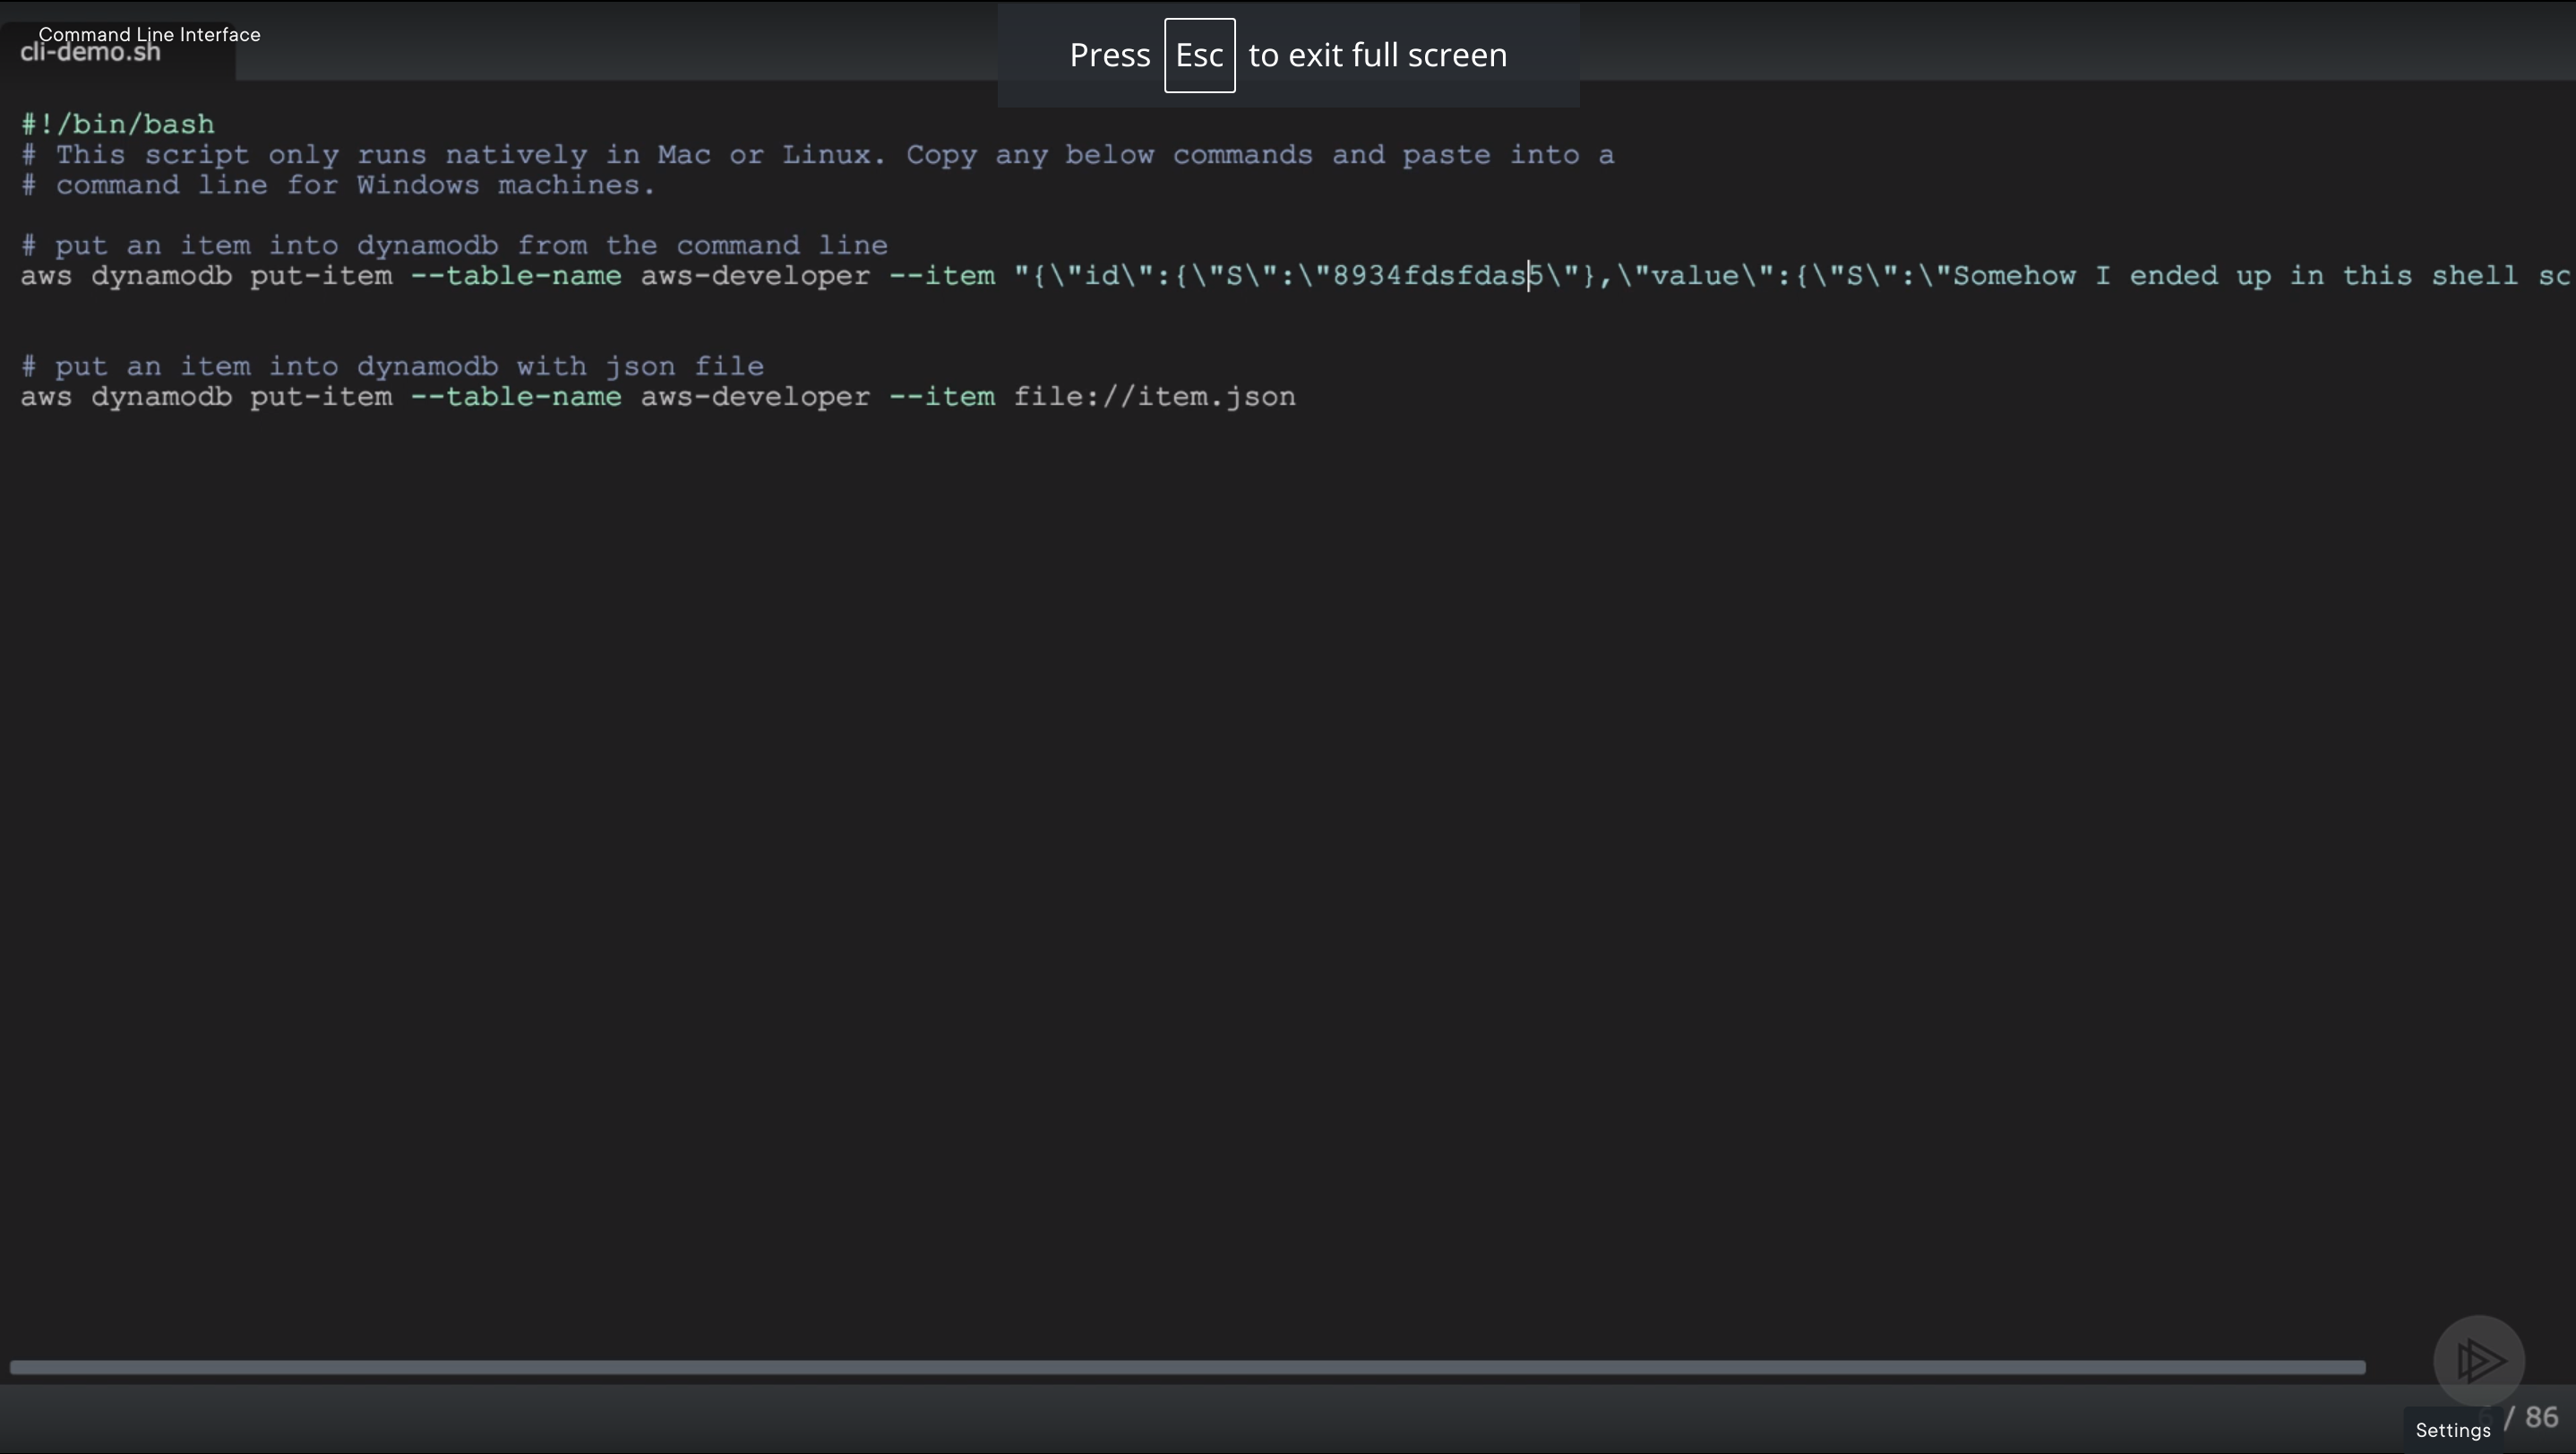 Command Line Interface
cli-demo.sh
Press Esc to exit full screen
#!/bin/bash
# This script only runs natively in Mac or Linux. Copy any below commands and paste into a
# command line for Windows machines.
# put an item into dynamodb from the command line
aws dynamodb put-item --table-name aws-developer --item "{\"id\":{\"S\":\"8934fdsfdas5\"},\"value\":{\"S\":\"Somehow I ended up in this shell sc
# put an item into dynamodb with json file
aws dynamodb put-item --table-name aws-developer --item file://item.json
/ 86
Settings